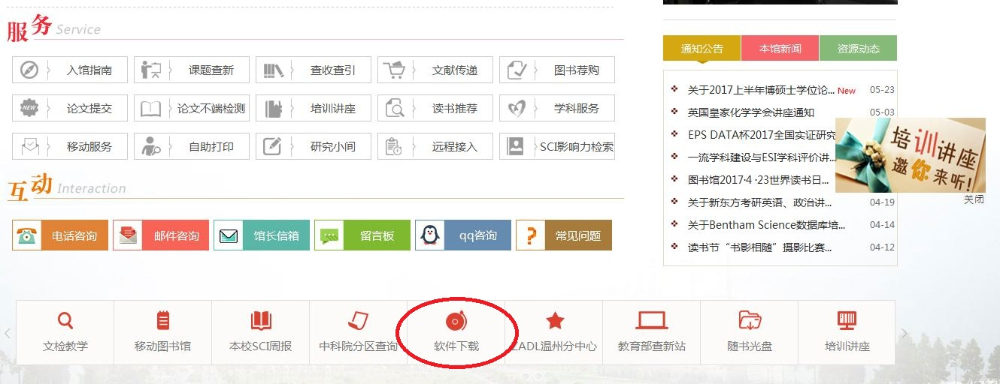 服务 Service
入馆指南 课题查新 查收查引 文献传递 图书荐购
NEW 论文提交 论文不端检测 培训讲座 读书推荐 学科服务
移动服务 自助打印 研究小间 远程接入 SCI影响力检索
互动 Interaction
电话咨询 邮件咨询 馆长信箱 留言板 qq咨询 常见问题
通知公告 本馆新闻 资源动态
关于2017上半年博硕士学位论... New 05-23
英国皇家化学学会讲座通知 05-03
EPS DATA杯2017全国实证研究
一流学科建设与ESI学科评价讲...
图书馆2017·4 ·23世界读书日...
关于新东方考研英语、政治讲... 04-19
关于Bentham Science数据库培... 04-14
读书节“书影相随”摄影比赛... 04-12
培训讲座
邀你来听!
关闭
文检教学 移动图书馆 本校SCI周报 中科院分区查询 软件下载 ZADL温州分中心 教育部查新站 随书光盘 培训讲座